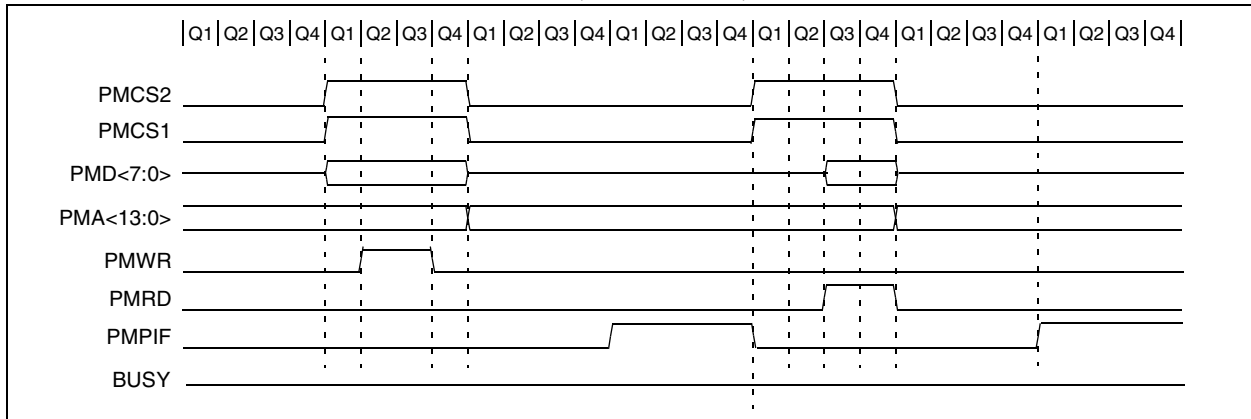 Q1 Q2 Q3 Q4 Q1 Q2 Q3 Q4 Q1 Q2 Q3 Q4 Q1 Q2 Q3 Q4 Q1 Q2 Q3 Q4 Q1 Q2 Q3 Q4 Q1 Q2 Q3 Q4
PMCS2
PMCS1
PMD<7:0>
PMA<13:0>
PMWR
PMRD
PMPIF
BUSY